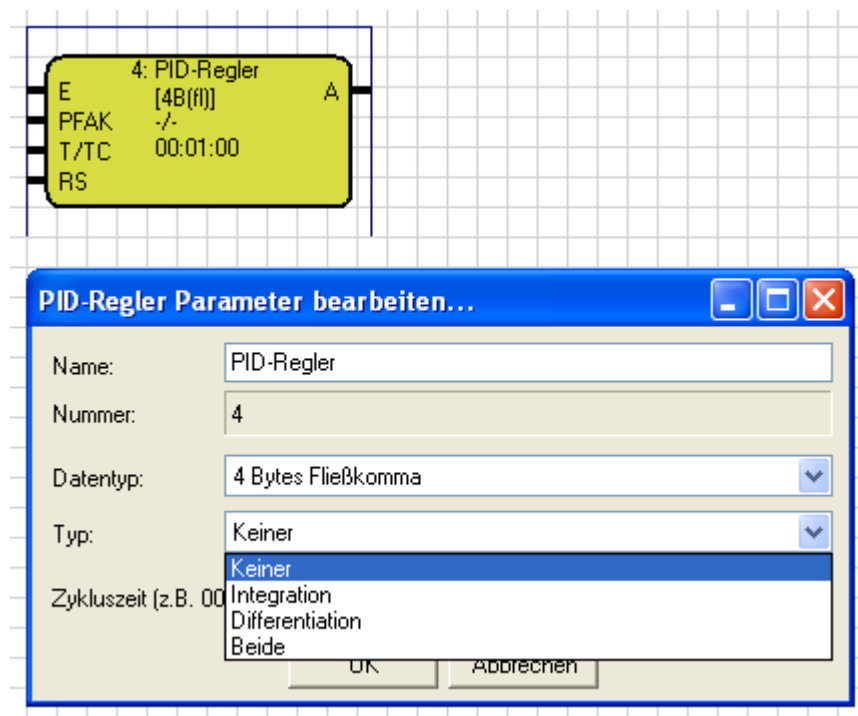 4: PID-Regler
E [4B(fl)] A
PFAK -/-
T/TC 00:01:00
RS
PID-Regler Parameter bearbeiten...
Name: PID-Regler
Nummer: 4
Datentyp: 4 Bytes Fließkomma
Typ: Keiner
Keiner
Zykluszeit (z.B. 00 Integration
Differentiation
Beide
OK Abbrechen